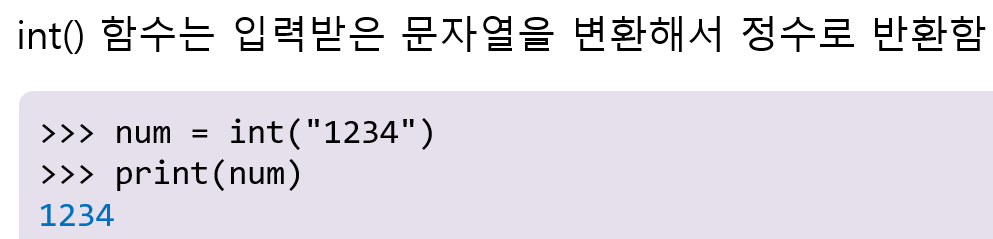 int() 함수는 입력받은 문자열을 변환해서 정수로 반환함
>>> num = int("1234")
>>> print(num)
1234